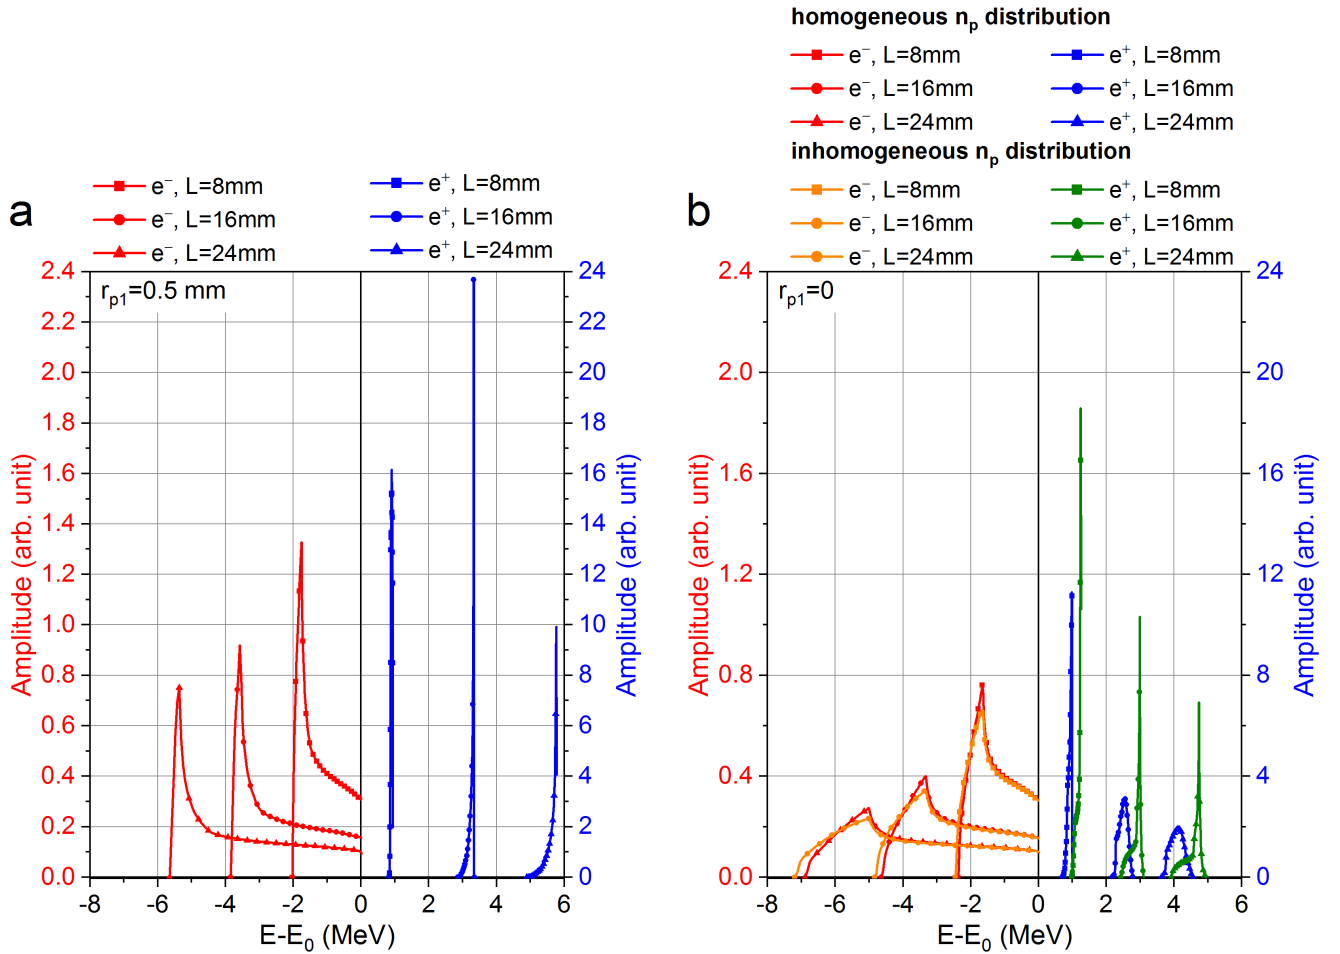 homogeneous np distribution
e−, L=8mm
e+, L=8mm
e−, L=16mm
e+, L=16mm
e−, L=24mm
e+, L=24mm
inhomogeneous np distribution
e−, L=8mm
e+, L=8mm
e−, L=16mm
e+, L=16mm
e−, L=24mm
e+, L=24mm
a
e−, L=8mm
e+, L=8mm
e−, L=16mm
e+, L=16mm
e−, L=24mm
e+, L=24mm
rp1=0.5 mm
2.4
2.2
2.0
1.8
1.6
1.4
1.2
1.0
0.8
0.6
0.4
0.2
0.0
Amplitude (arb. unit)
24
22
20
18
16
14
12
10
8
6
4
2
0
Amplitude (arb. unit)
-8 -6 -4 -2 0 2 4 6
E-E0 (MeV)
b
rp1=0
2.4
2.0
1.6
1.2
0.8
0.4
0.0
Amplitude (arb. unit)
24
20
16
12
8
4
0
Amplitude (arb. unit)
-8 -6 -4 -2 0 2 4 6
E-E0 (MeV)